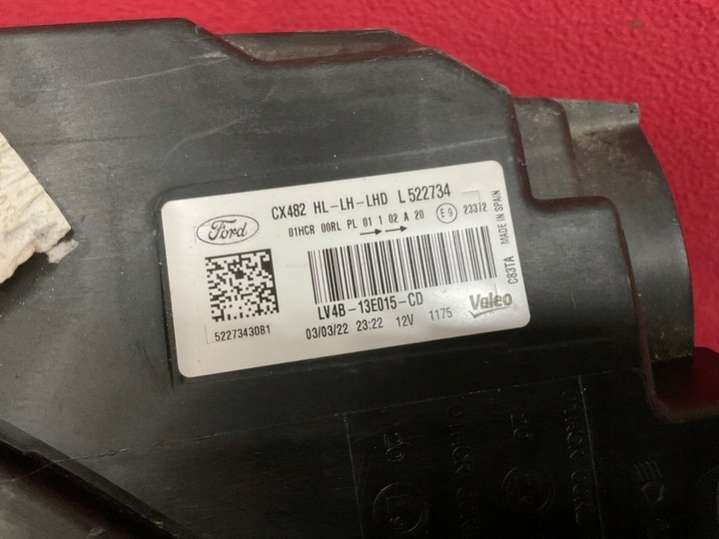 CX482 HL-LH-LHD L 522734
Ford
01HCR 00RL PL 01 1 02 A 20
E9 23372
MADE IN SPAIN
C83TA
LV4B-13E015-CD
Valeo
5227343081
03/03/22 23:22 12V 1175